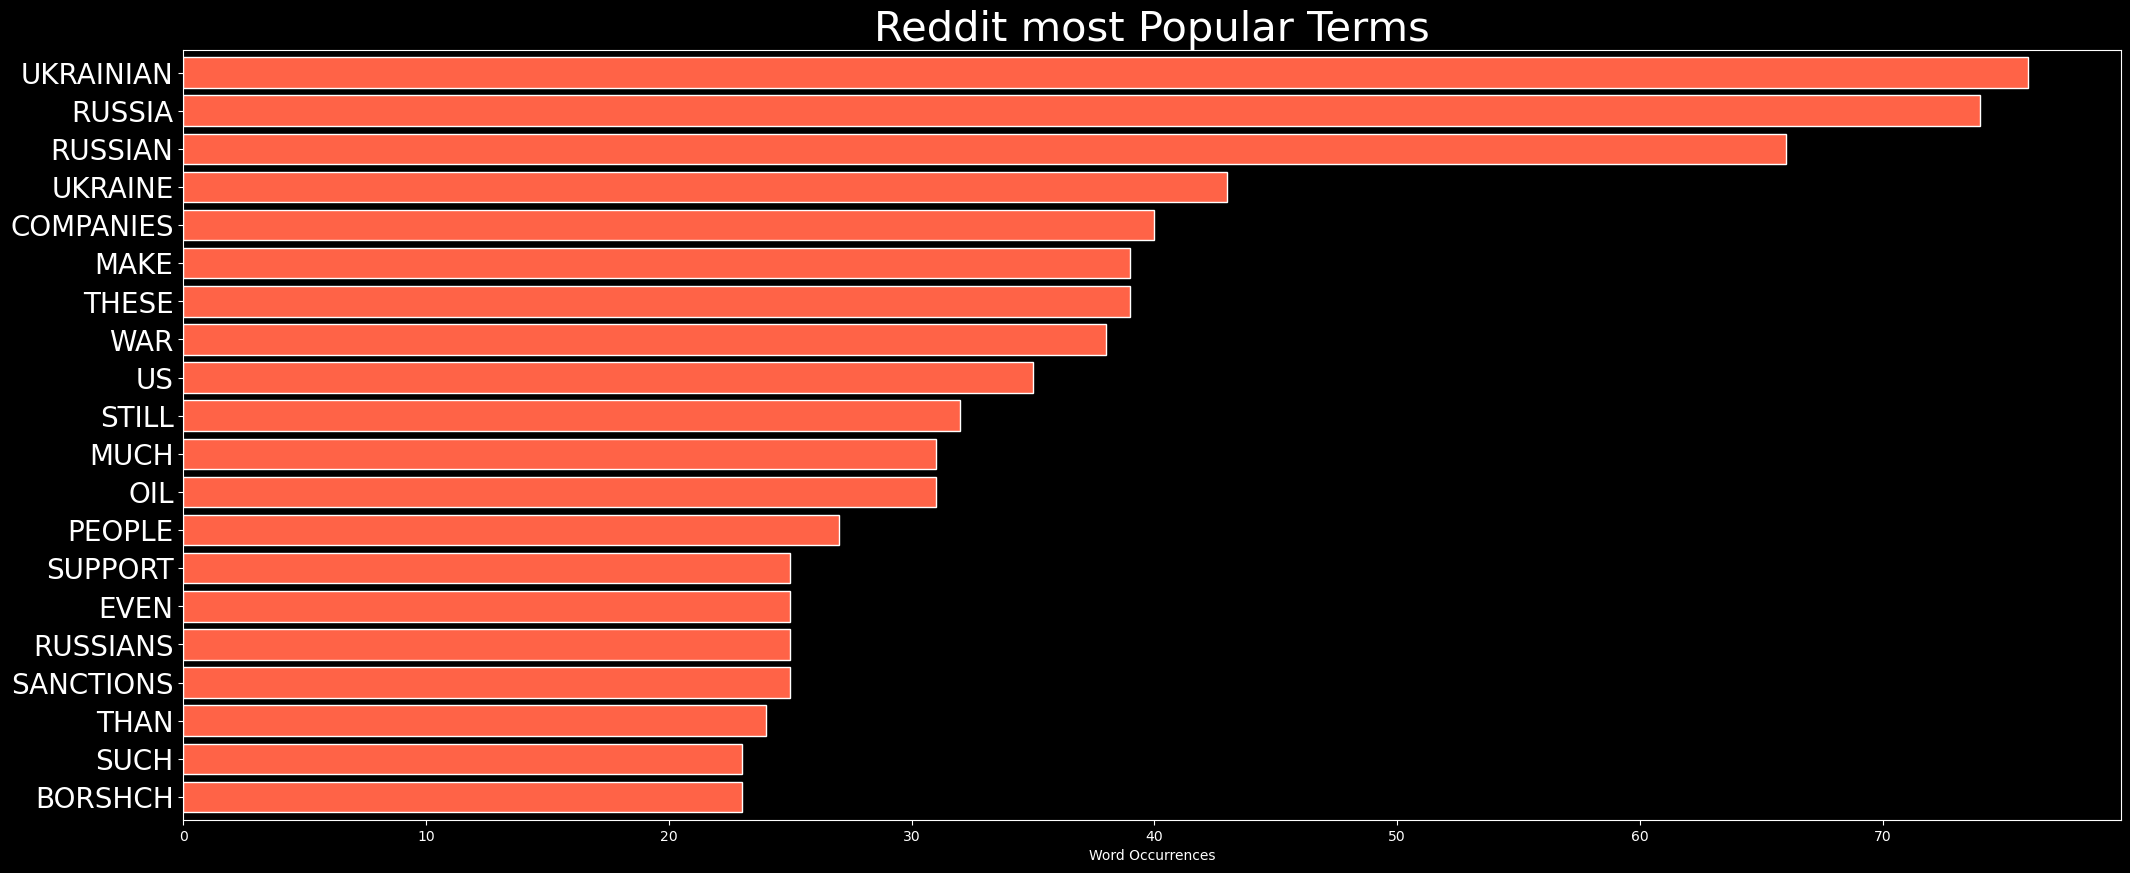 Reddit most Popular Terms
UKRAINIAN
RUSSIA
RUSSIAN
UKRAINE
COMPANIES
MAKE
THESE
WAR
US
STILL
MUCH
OIL
PEOPLE
SUPPORT
EVEN
RUSSIANS
SANCTIONS
THAN
SUCH
BORSHCH
0 10 20 30 40 50 60 70
Word Occurrences